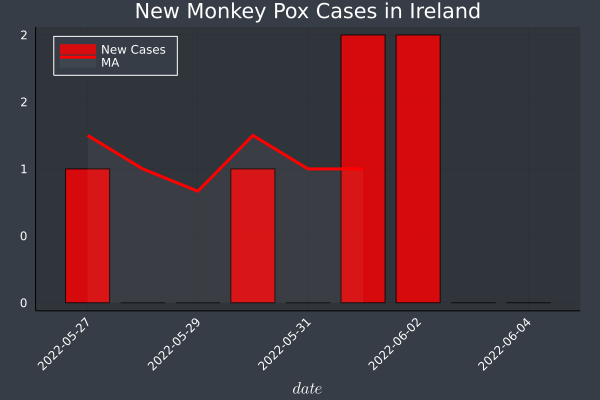 New Monkey Pox Cases in Ireland
New Cases
MA
2
2
1
0
0
2022-05-27
2022-05-29
2022-05-31
2022-06-02
2022-06-04
date